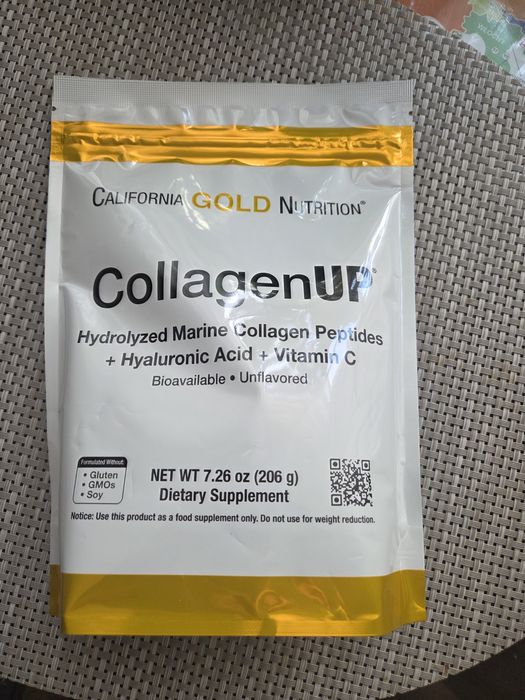 CALIFORNIA GOLD NUTRITION®
CollagenUP®
Hydrolyzed Marine Collagen Peptides
+ Hyaluronic Acid + Vitamin C
Bioavailable • Unflavored
Formulated Without:
• Gluten
• GMOs
• Soy
NET WT 7.26 oz (206 g)
Dietary Supplement
Notice: Use this product as a food supplement only. Do not use for weight reduction.